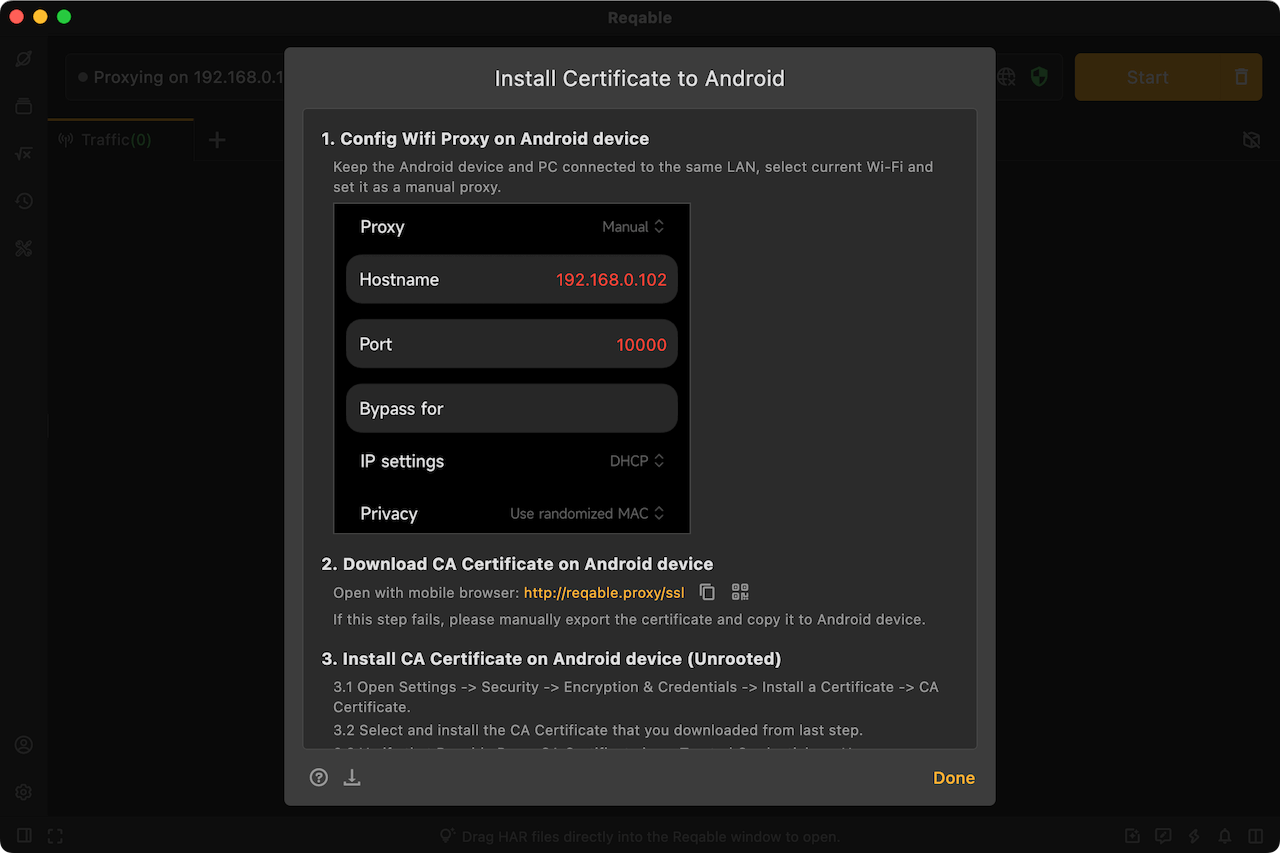 Reqable
Proxying on 192.168.0.1
Start
Traffic(0)
Install Certificate to Android
1. Config Wifi Proxy on Android device
Keep the Android device and PC connected to the same LAN, select current Wi-Fi and
set it as a manual proxy.
Proxy Manual
Hostname 192.168.0.102
Port 10000
Bypass for
IP settings DHCP
Privacy Use randomized MAC
2. Download CA Certificate on Android device
Open with mobile browser: http://reqable.proxy/ssl
If this step fails, please manually export the certificate and copy it to Android device.
3. Install CA Certificate on Android device (Unrooted)
3.1 Open Settings -> Security -> Encryption & Credentials -> Install a Certificate -> CA
Certificate.
3.2 Select and install the CA Certificate that you downloaded from last step.
Done
Drag HAR files directly into the Reqable window to open.